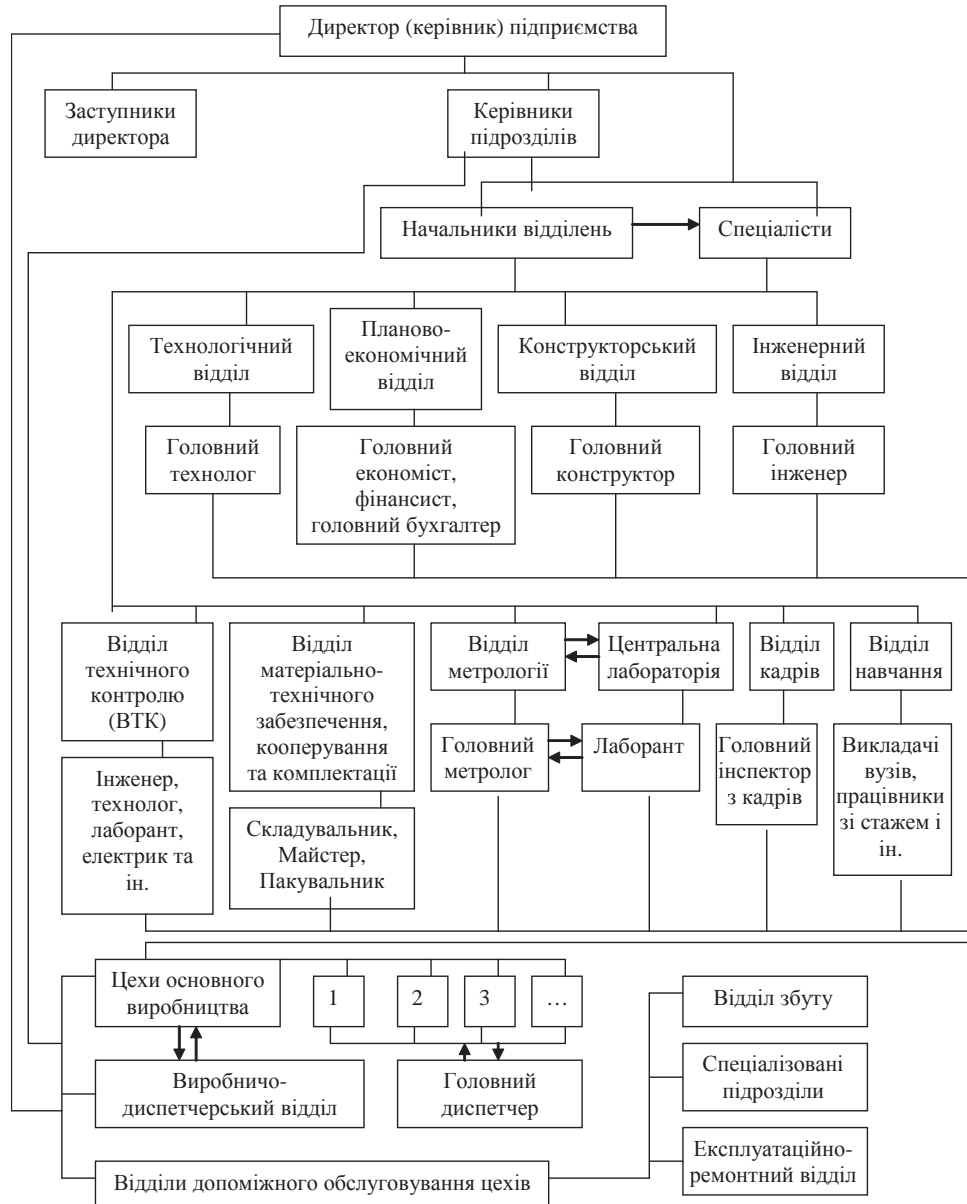 Директор (керівник) підприємства
Заступники
директора
Керівники
підрозділів
Начальники відділень
Спеціалісти
Технологічний
відділ
Планово-
економічний
відділ
Конструкторський
відділ
Інженерний
відділ
Головний
технолог
Головний
економіст,
фінансист,
головний бухгалтер
Головний
конструктор
Головний
інженер
Відділ
технічного
контролю
(ВТК)
Відділ
матеріально-
технічного
забезпечення,
кооперування
та комплектації
Відділ
метрології
Центральна
лабораторія
Відділ
кадрів
Відділ
навчання
Інженер,
технолог,
лаборант,
електрик та
ін.
Складувальник,
Майстер,
Пакувальник
Головний
метролог
Лаборант
Головний
інспектор
з кадрів
Викладачі
вузів,
працівники
зі стажем і
ін.
Цехи основного
виробництва
1
2
3
…
Виробничо-
диспетчерський відділ
Головний
диспетчер
Відділ збуту
Спеціалізовані
підрозділи
Експлуатаційно-
ремонтний відділ
Відділи допоміжного обслуговування цехів